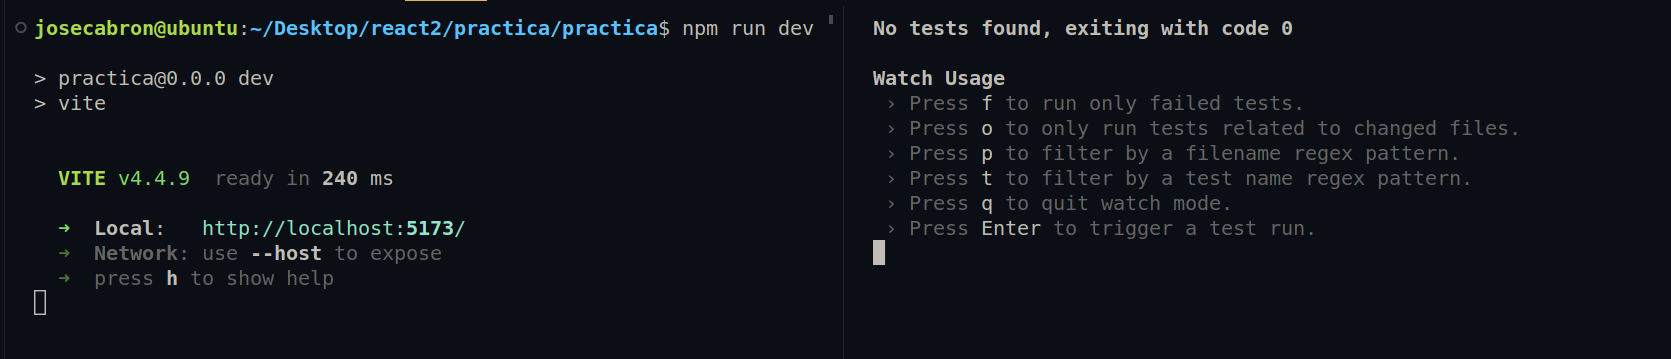 josecabron@ubuntu:~/Desktop/react2/practica/practica$ npm run dev
> practica@0.0.0 dev
> vite
VITE v4.4.9  ready in 240 ms
➜  Local:   http://localhost:5173/
➜  Network: use --host to expose
➜  press h to show help
No tests found, exiting with code 0
Watch Usage
› Press f to run only failed tests.
› Press o to only run tests related to changed files.
› Press p to filter by a filename regex pattern.
› Press t to filter by a test name regex pattern.
› Press q to quit watch mode.
› Press Enter to trigger a test run.